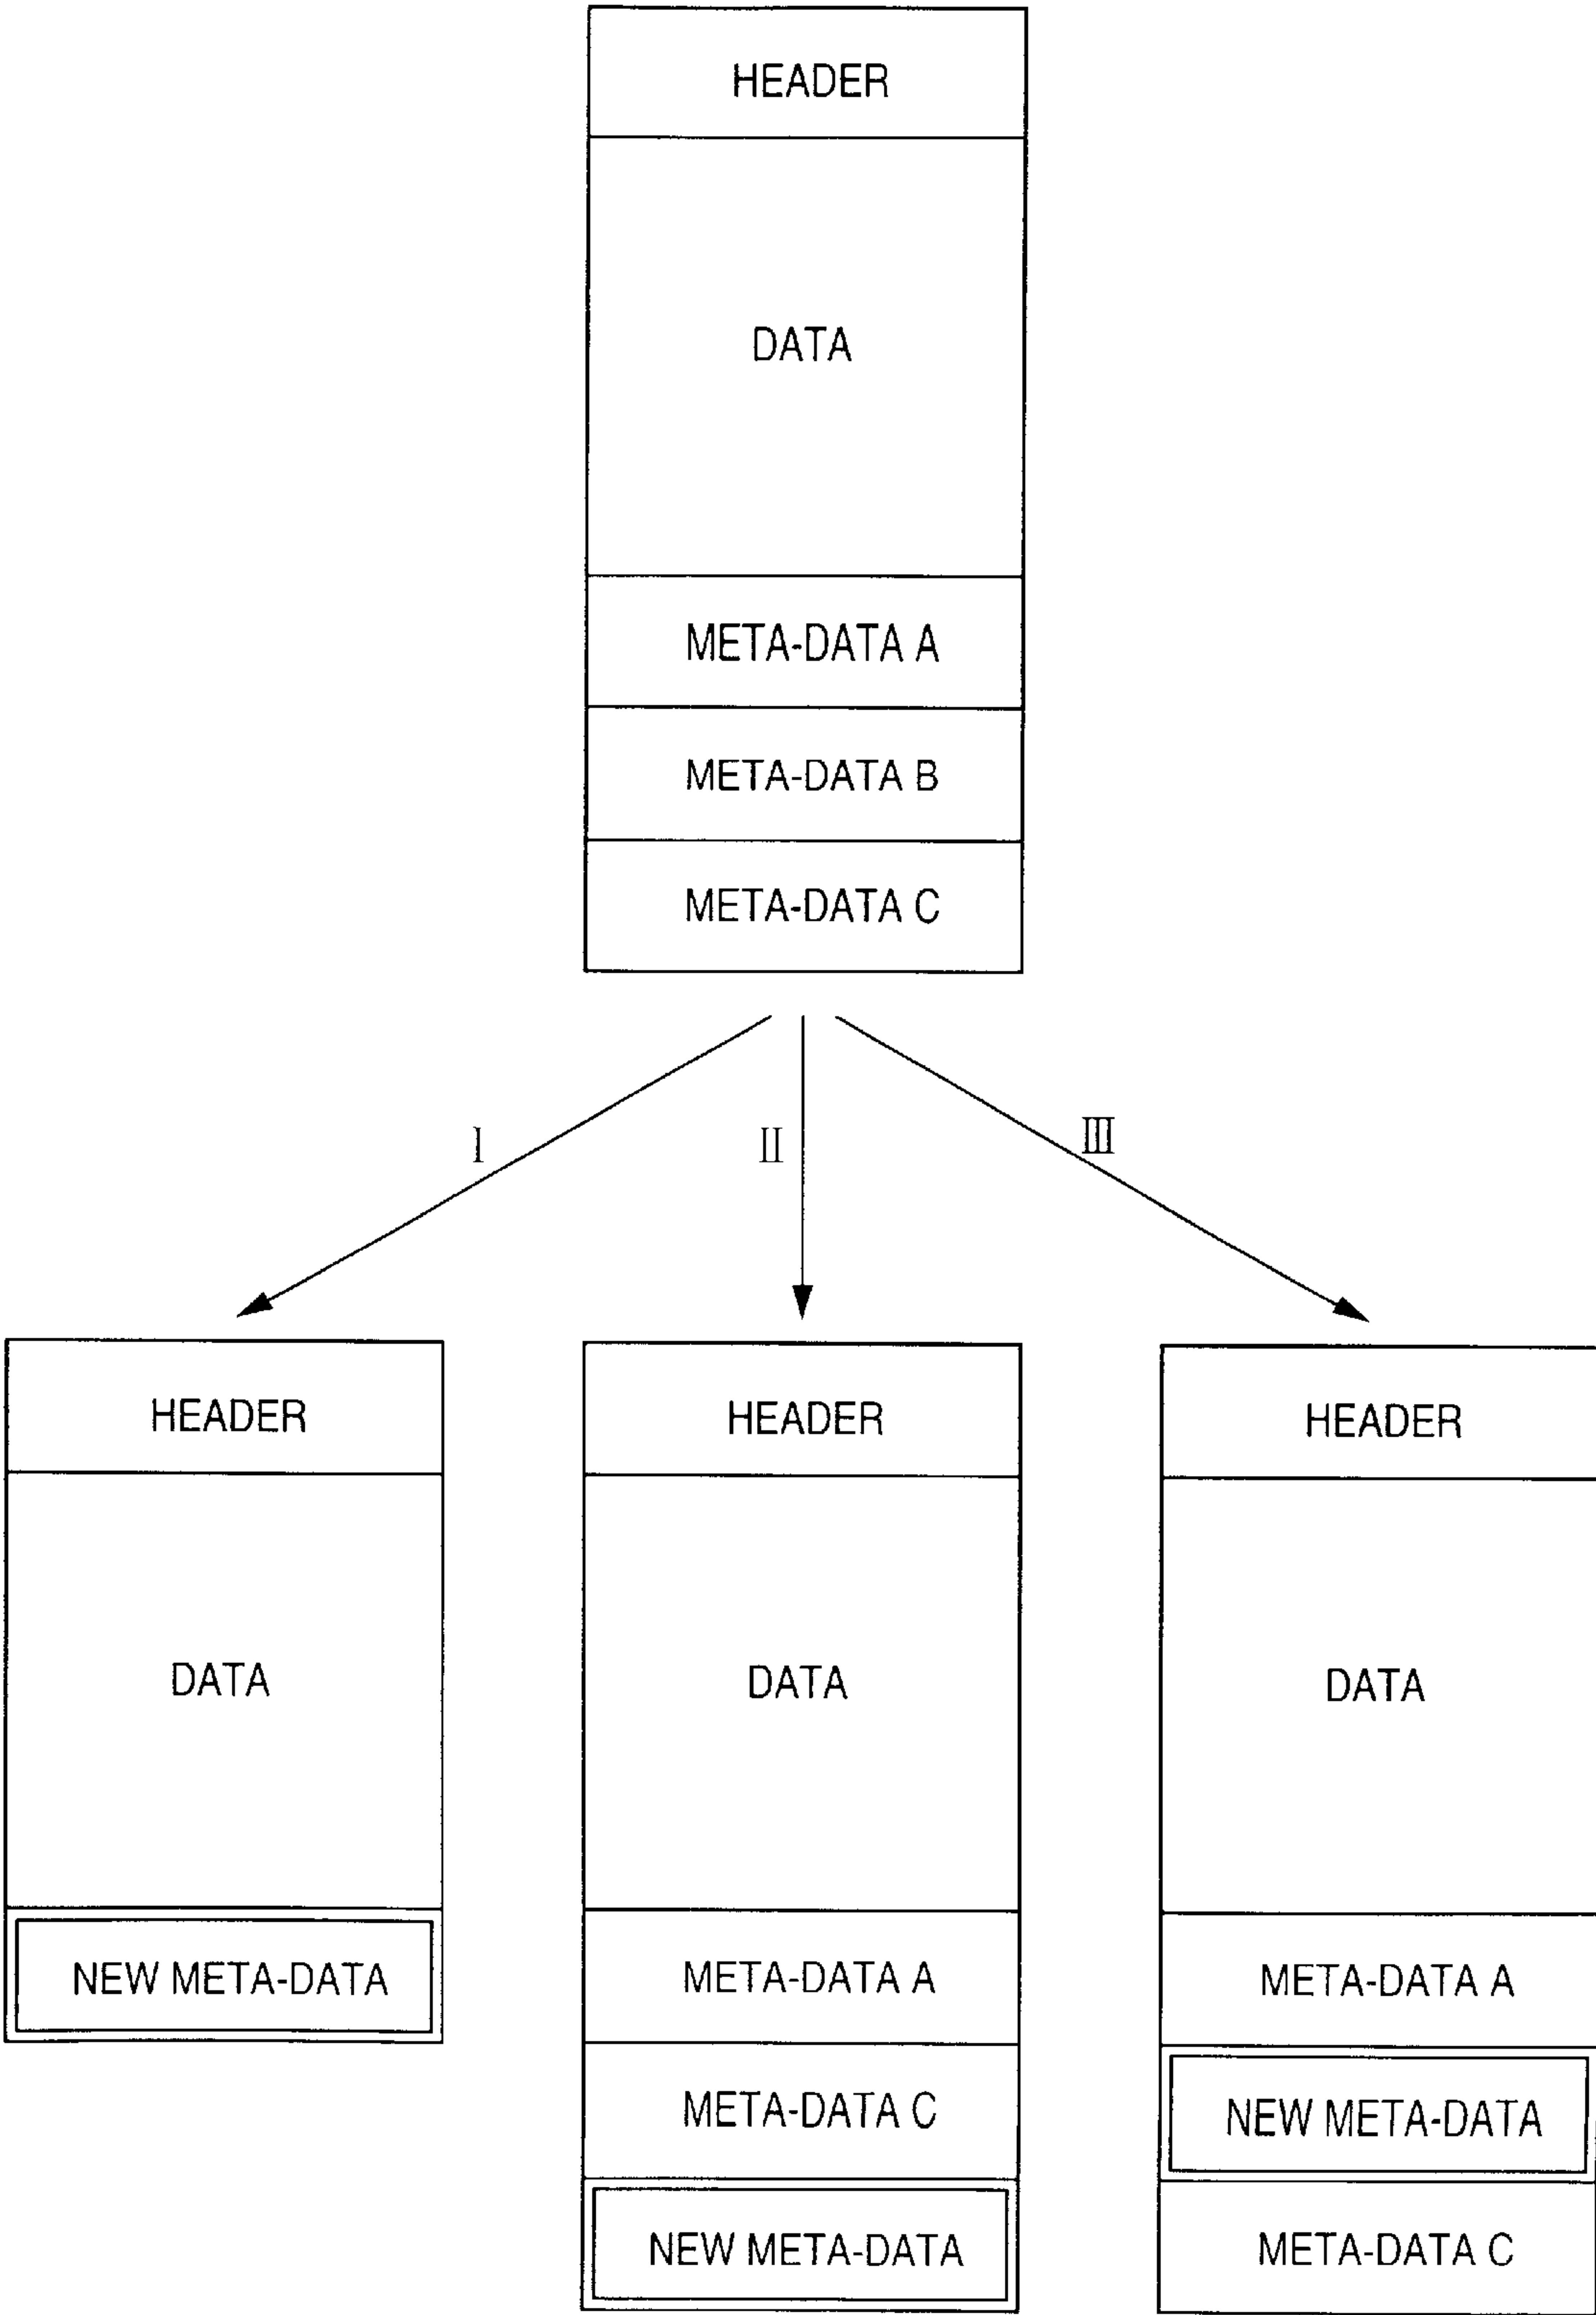 HEADER
DATA
META-DATA A
META-DATA B
META-DATA C
I
II
III
HEADER
DATA
NEW META-DATA
HEADER
DATA
META-DATA A
META-DATA C
NEW META-DATA
HEADER
DATA
META-DATA A
NEW META-DATA
META-DATA C